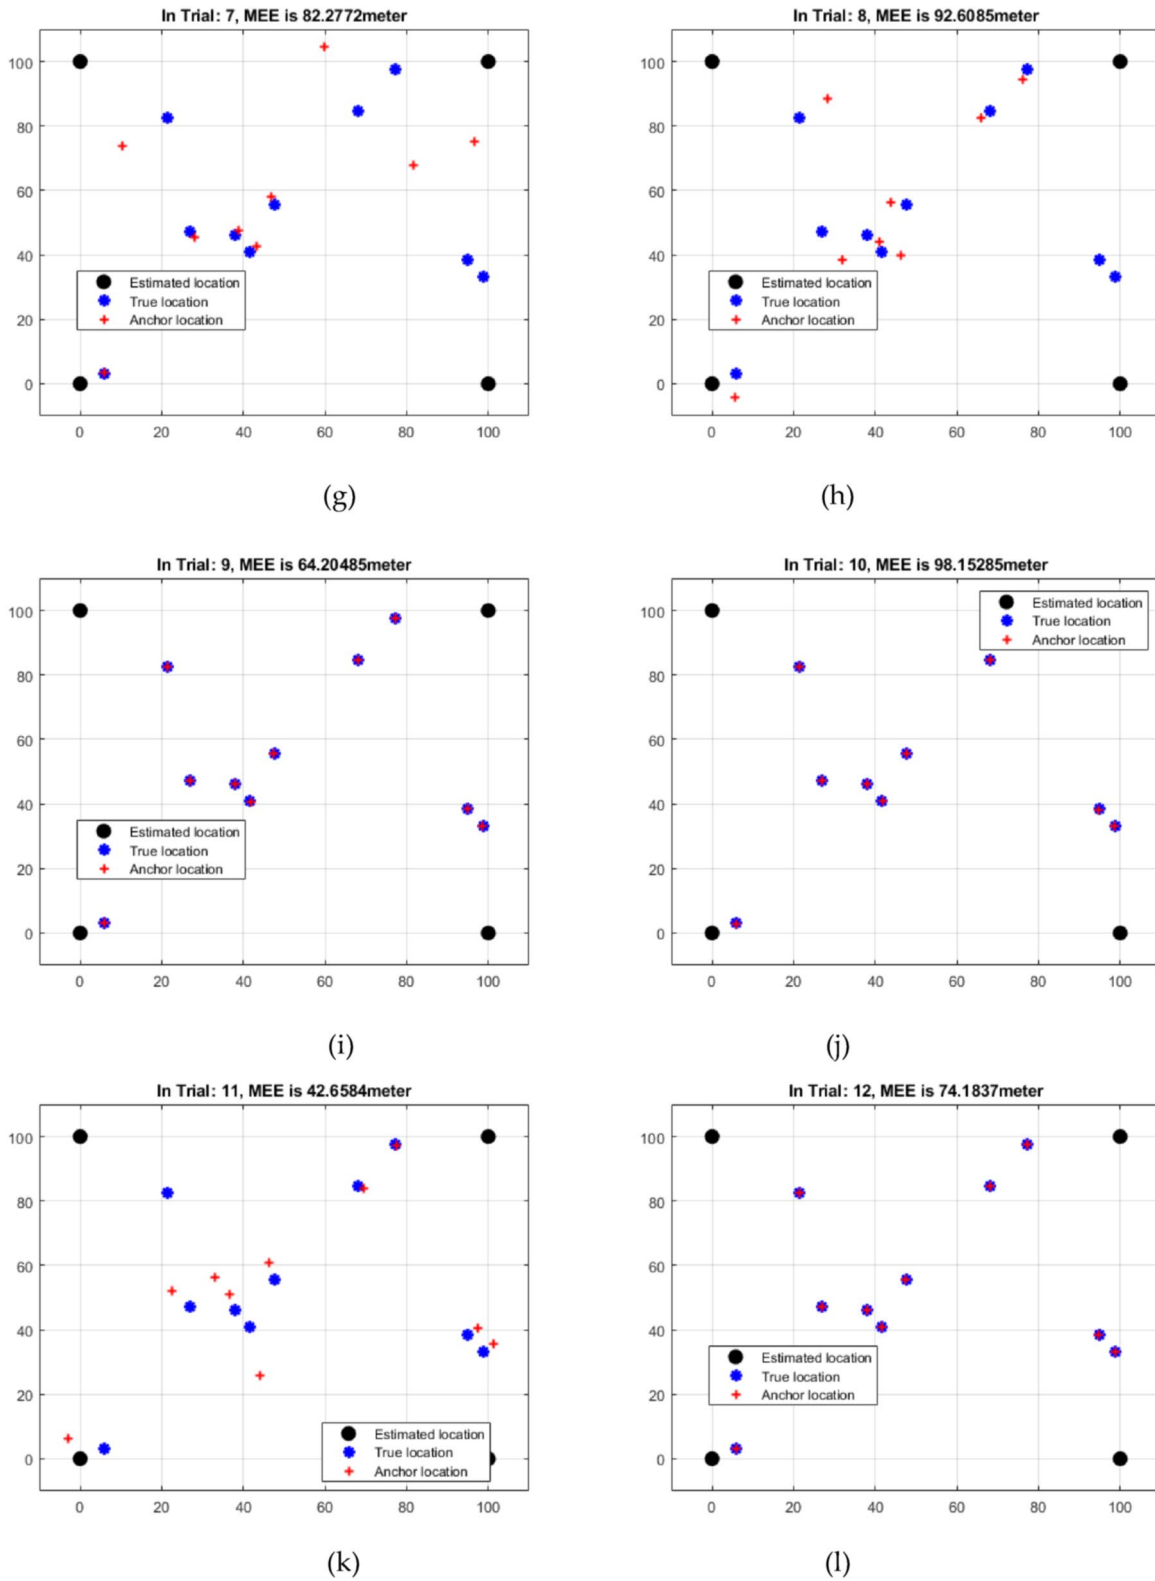 In Trial: 7, MEE is 82.2772meter
100
80
60
40
20
0
Estimated location
True location
Anchor location
0 20 40 60 80 100
(g)
In Trial: 8, MEE is 92.6085meter
100
80
60
40
20
0
Estimated location
True location
Anchor location
0 20 40 60 80 100
(h)
In Trial: 9, MEE is 64.20485meter
100
80
60
40
20
0
Estimated location
True location
Anchor location
0 20 40 60 80 100
(i)
In Trial: 10, MEE is 98.15285meter
100
80
60
40
20
0
Estimated location
True location
Anchor location
0 20 40 60 80 100
(j)
In Trial: 11, MEE is 42.6584meter
100
80
60
40
20
0
Estimated location
True location
Anchor location
0 20 40 60 80 100
(k)
In Trial: 12, MEE is 74.1837meter
100
80
60
40
20
0
Estimated location
True location
Anchor location
0 20 40 60 80 100
(l)